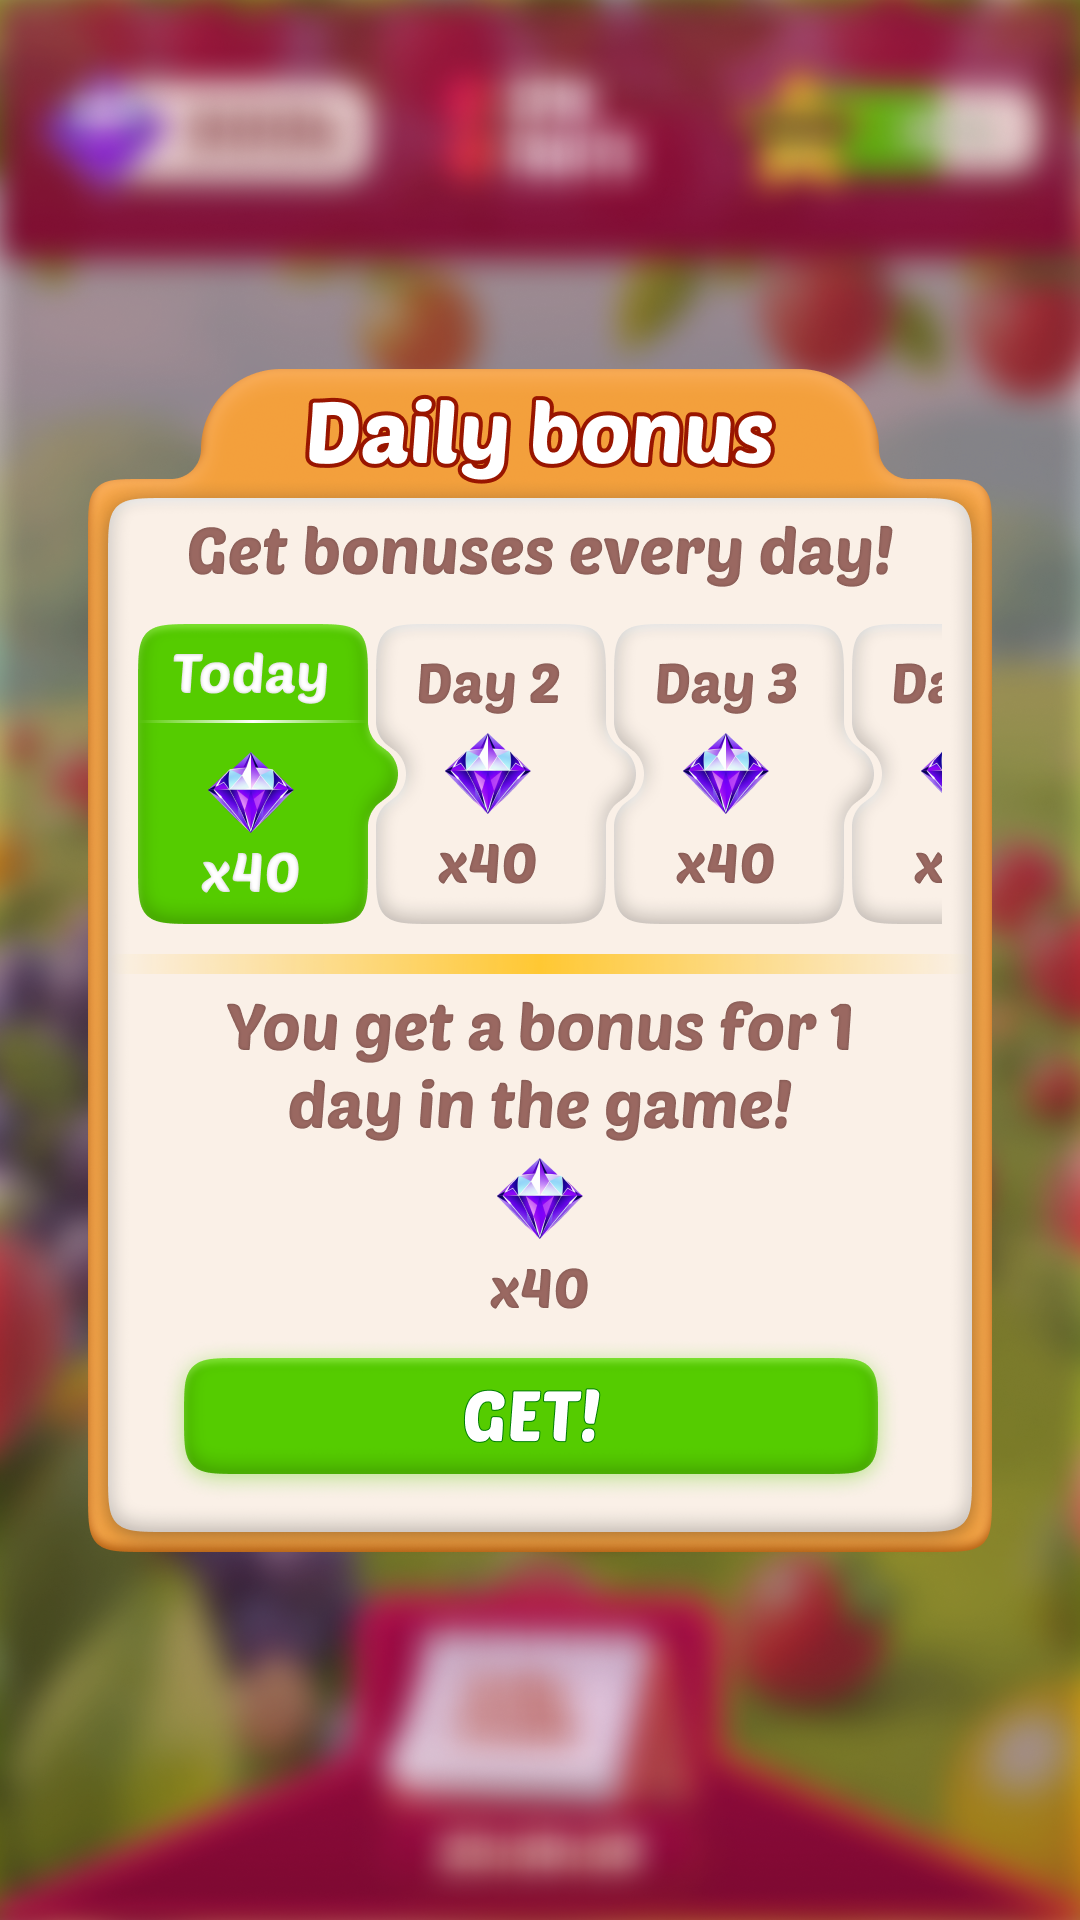 Daily bonus
Get bonuses every day!
Today
x40
Day 2
x40
Day 3
x40
Da
x
You get a bonus for 1
day in the game!
x40
GET!